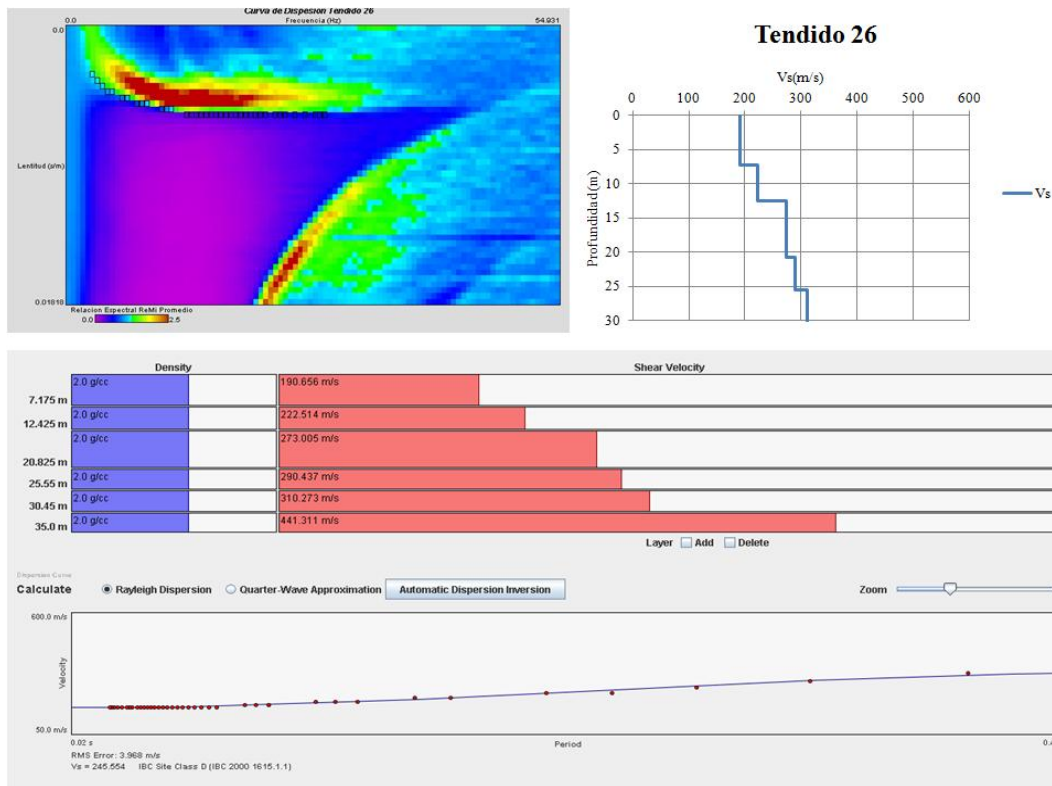 Curva de Dispesión Tendido 26
0.0 Frecuencia (Hz) 54.931
0.0
Lentitud (s/m)
0.01818
Relacion Espectral ReMi Promedio
0.0 2.5
Tendido 26
Vs(m/s)
0 100 200 300 400 500 600
0
5
10
15
20
25
30
Profundidad(m)
Vs
Density Shear Velocity
2.0 g/cc 190.656 m/s
7.175 m
2.0 g/cc 222.514 m/s
12.425 m
2.0 g/cc 273.005 m/s
20.825 m
2.0 g/cc 290.437 m/s
25.55 m
2.0 g/cc 310.273 m/s
30.45 m
2.0 g/cc 441.311 m/s
35.0 m
Layer Add Delete
Dispersion Curve
Calculate Rayleigh Dispersion Quarter-Wave Approximation Automatic Dispersion Inversion Zoom
600.0 m/s
Velocity
50.0 m/s
0.02 s Period
RMS Error: 3.968 m/s
Vs = 245.554 IBC Site Class D (IBC 2000 1615.1.1)